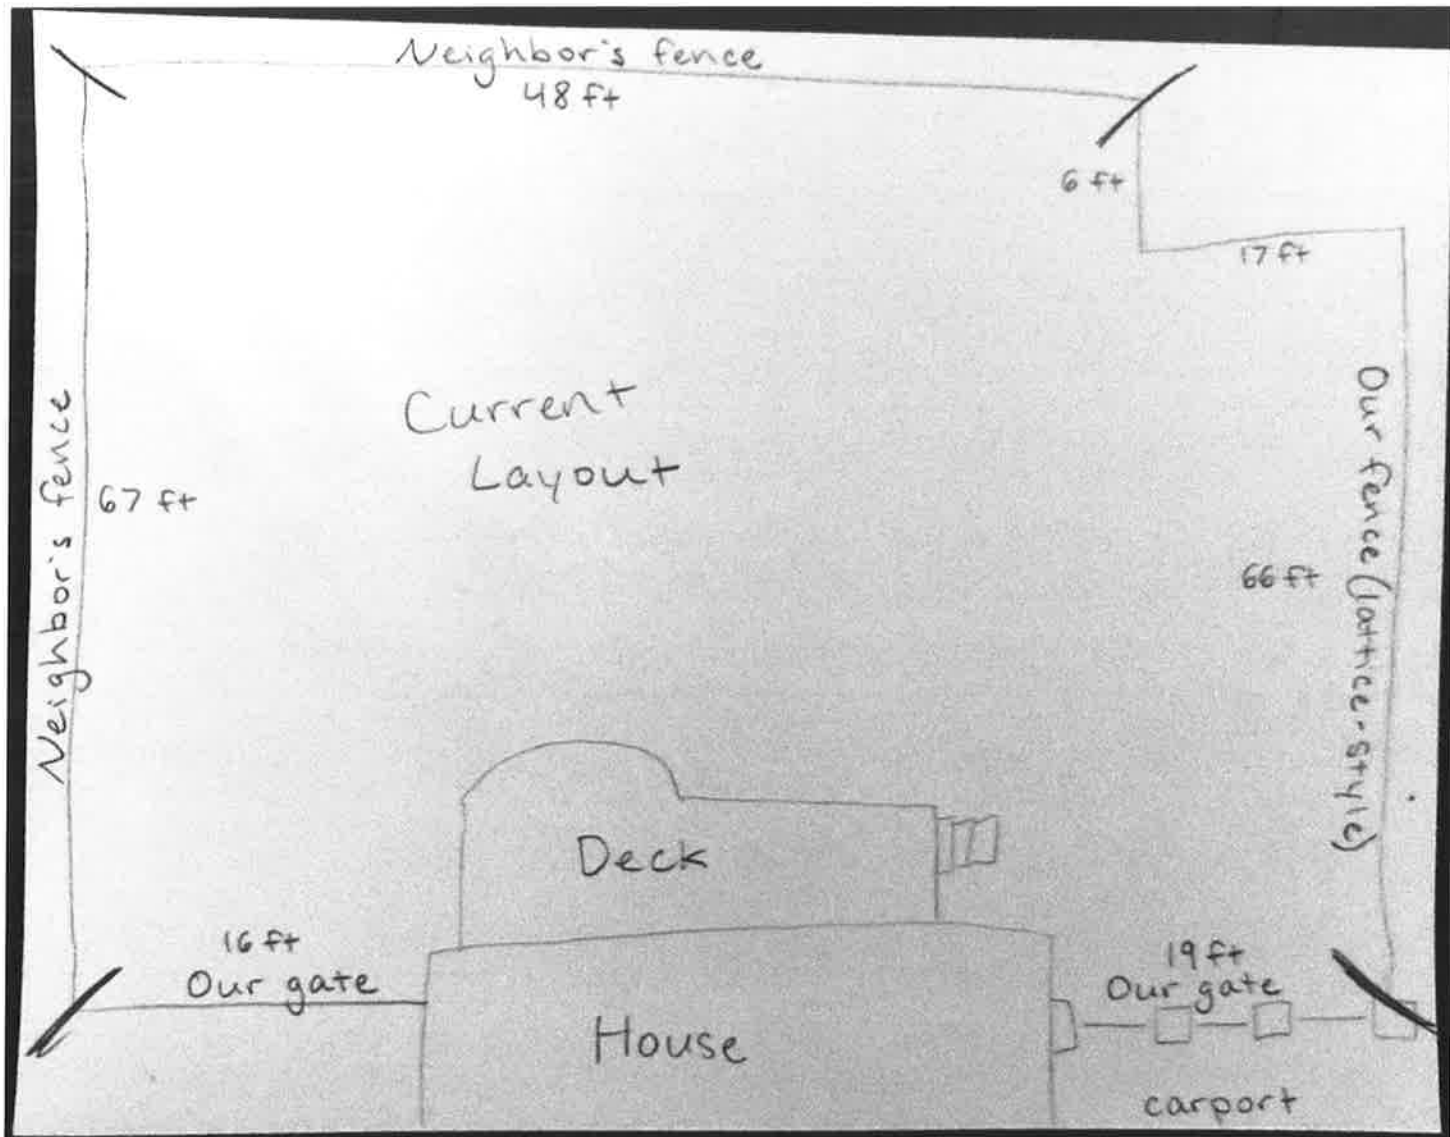 Neighbor's fence
48 ft
6 ft
17 ft
Current
Layout
Neighbor's fence
67 ft
66 ft
Our fence (lattice-style)
Deck
16 ft
Our gate
19 ft
Our gate
House
carport